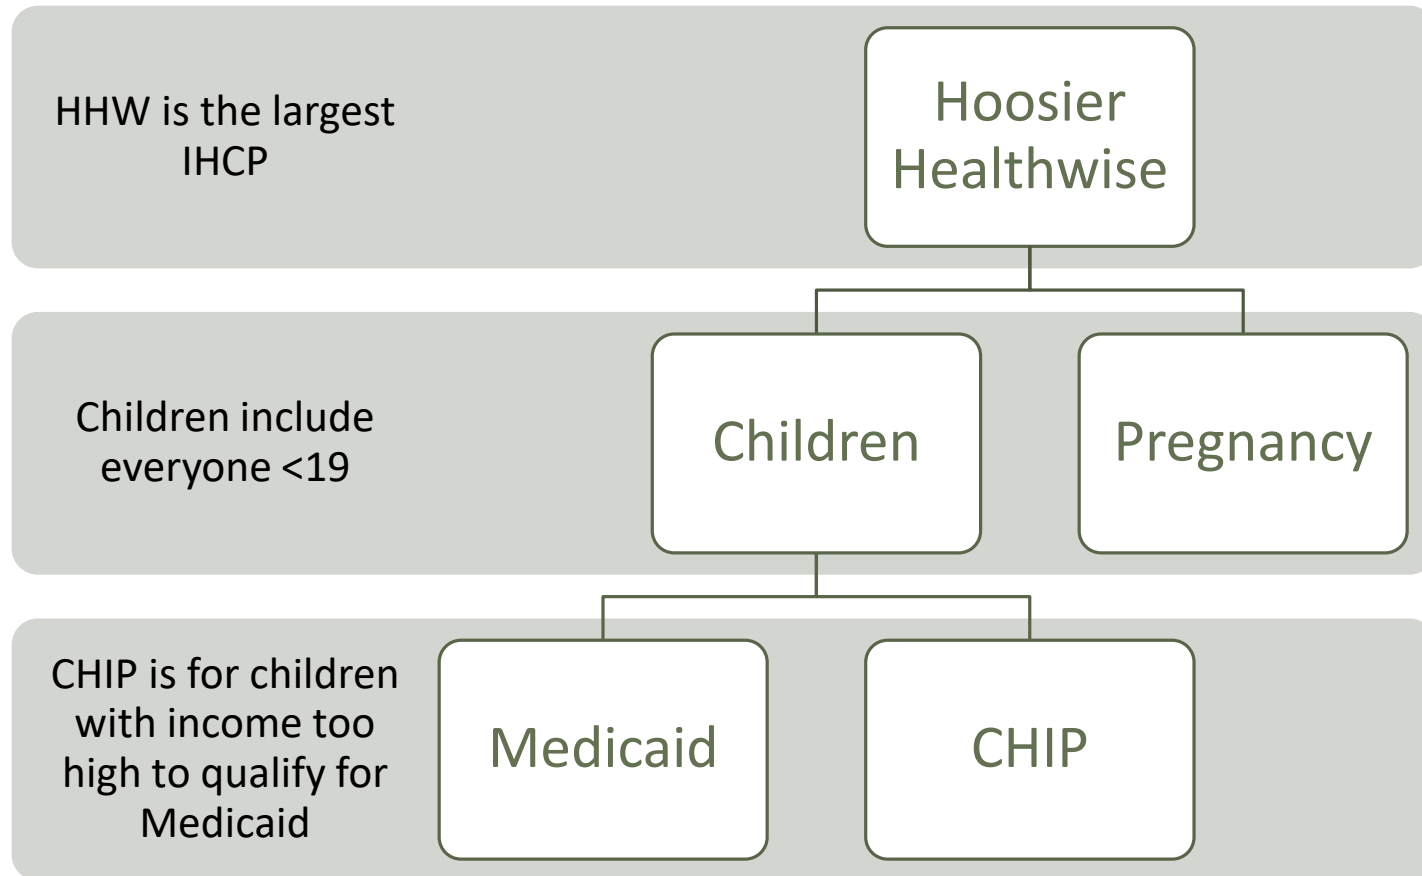 HHW is the largest
IHCP
Hoosier
Healthwise
Children include
everyone <19
Children
Pregnancy
CHIP is for children
with income too
high to qualify for
Medicaid
Medicaid
CHIP